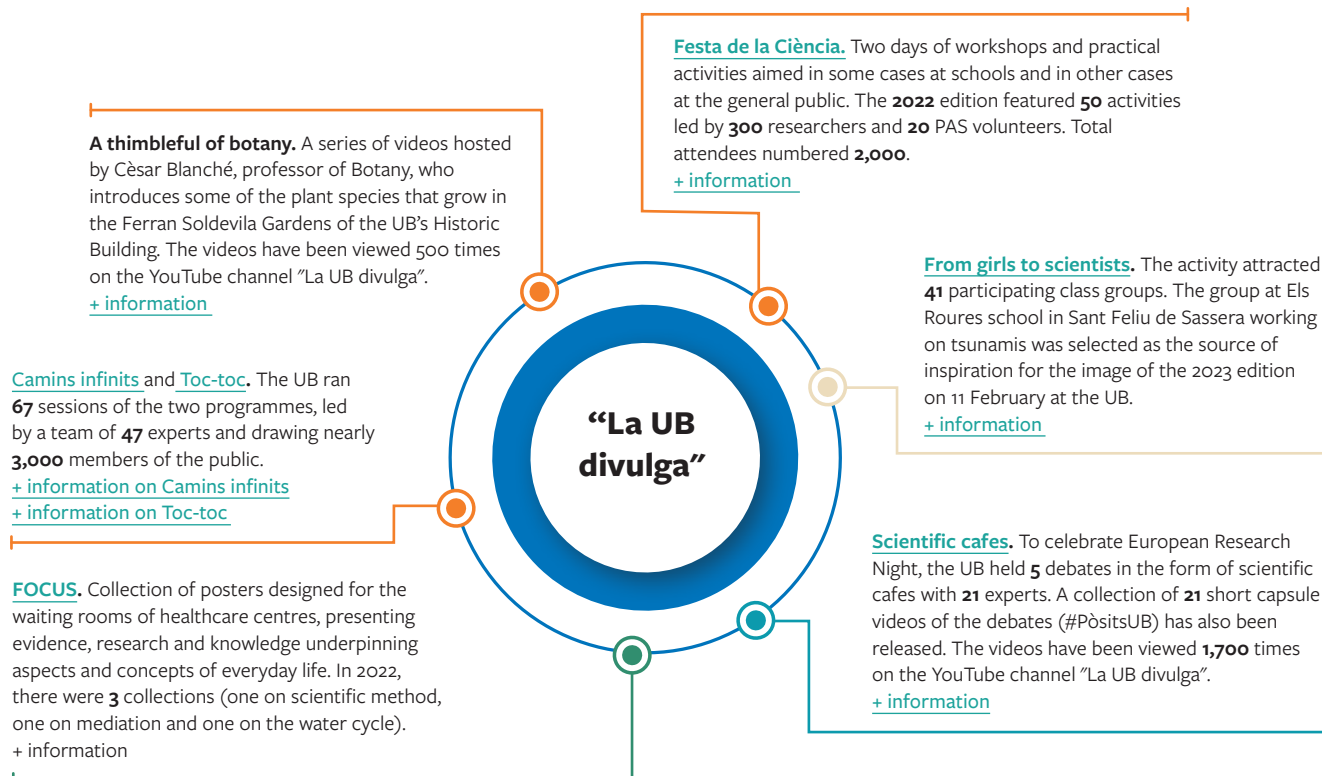 Festa de la Ciència. Two days of workshops and practical
activities aimed in some cases at schools and in other cases
at the general public. The 2022 edition featured 50 activities
led by 300 researchers and 20 PAS volunteers. Total
attendees numbered 2,000.
+ information
A thimbleful of botany. A series of videos hosted
by Cèsar Blanché, professor of Botany, who
introduces some of the plant species that grow in
the Ferran Soldevila Gardens of the UB's Historic
Building. The videos have been viewed 500 times
on the YouTube channel "La UB divulga".
+ information
From girls to scientists. The activity attracted
41 participating class groups. The group at Els
Roures school in Sant Feliu de Sassera working
on tsunamis was selected as the source of
inspiration for the image of the 2023 edition
on 11 February at the UB.
+ information
Camins infinits and Toc-toc. The UB ran
67 sessions of the two programmes, led
by a team of 47 experts and drawing nearly
3,000 members of the public.
+ information on Camins infinits
+ information on Toc-toc
“La UB
divulga"
Scientific cafes. To celebrate European Research
Night, the UB held 5 debates in the form of scientific
cafes with 21 experts. A collection of 21 short capsule
videos of the debates (#PòsitsUB) has also been
released. The videos have been viewed 1,700 times
on the YouTube channel "La UB divulga".
+ information
FOCUS. Collection of posters designed for the
waiting rooms of healthcare centres, presenting
evidence, research and knowledge underpinning
aspects and concepts of everyday life. In 2022,
there were 3 collections (one on scientific method,
one on mediation and one on the water cycle).
+ information